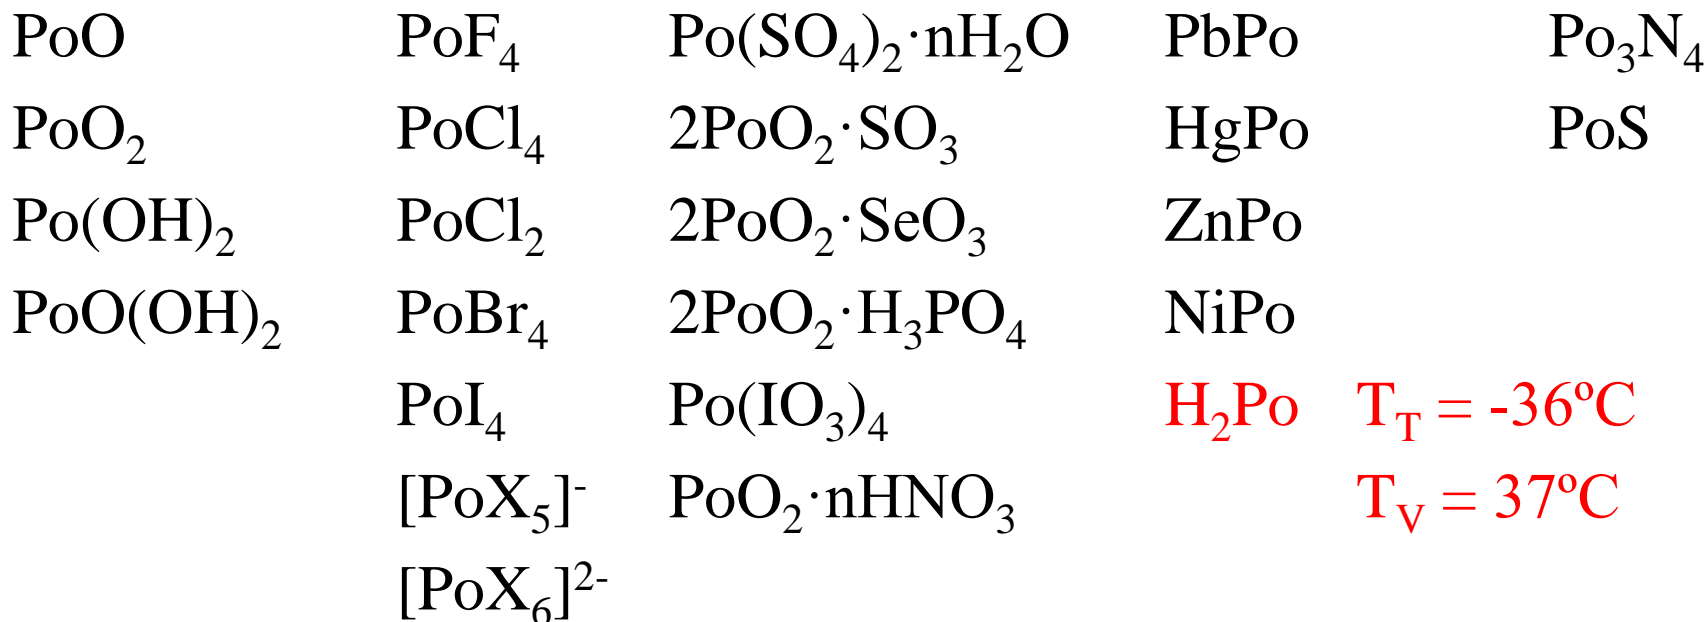 PoO PoF₄ Po(SO₄)₂·nH₂O PbPo Po₃N₄
PoO₂ PoCl₄ 2PoO₂·SO₃ HgPo PoS
Po(OH)₂ PoCl₂ 2PoO₂·SeO₃ ZnPo
PoO(OH)₂ PoBr₄ 2PoO₂·H₃PO₄ NiPo
PoI₄ Po(IO₃)₄ H₂Po T_T = -36ºC
[PoX₅]⁻ PoO₂·nHNO₃ T_V = 37ºC
[PoX₆]²⁻